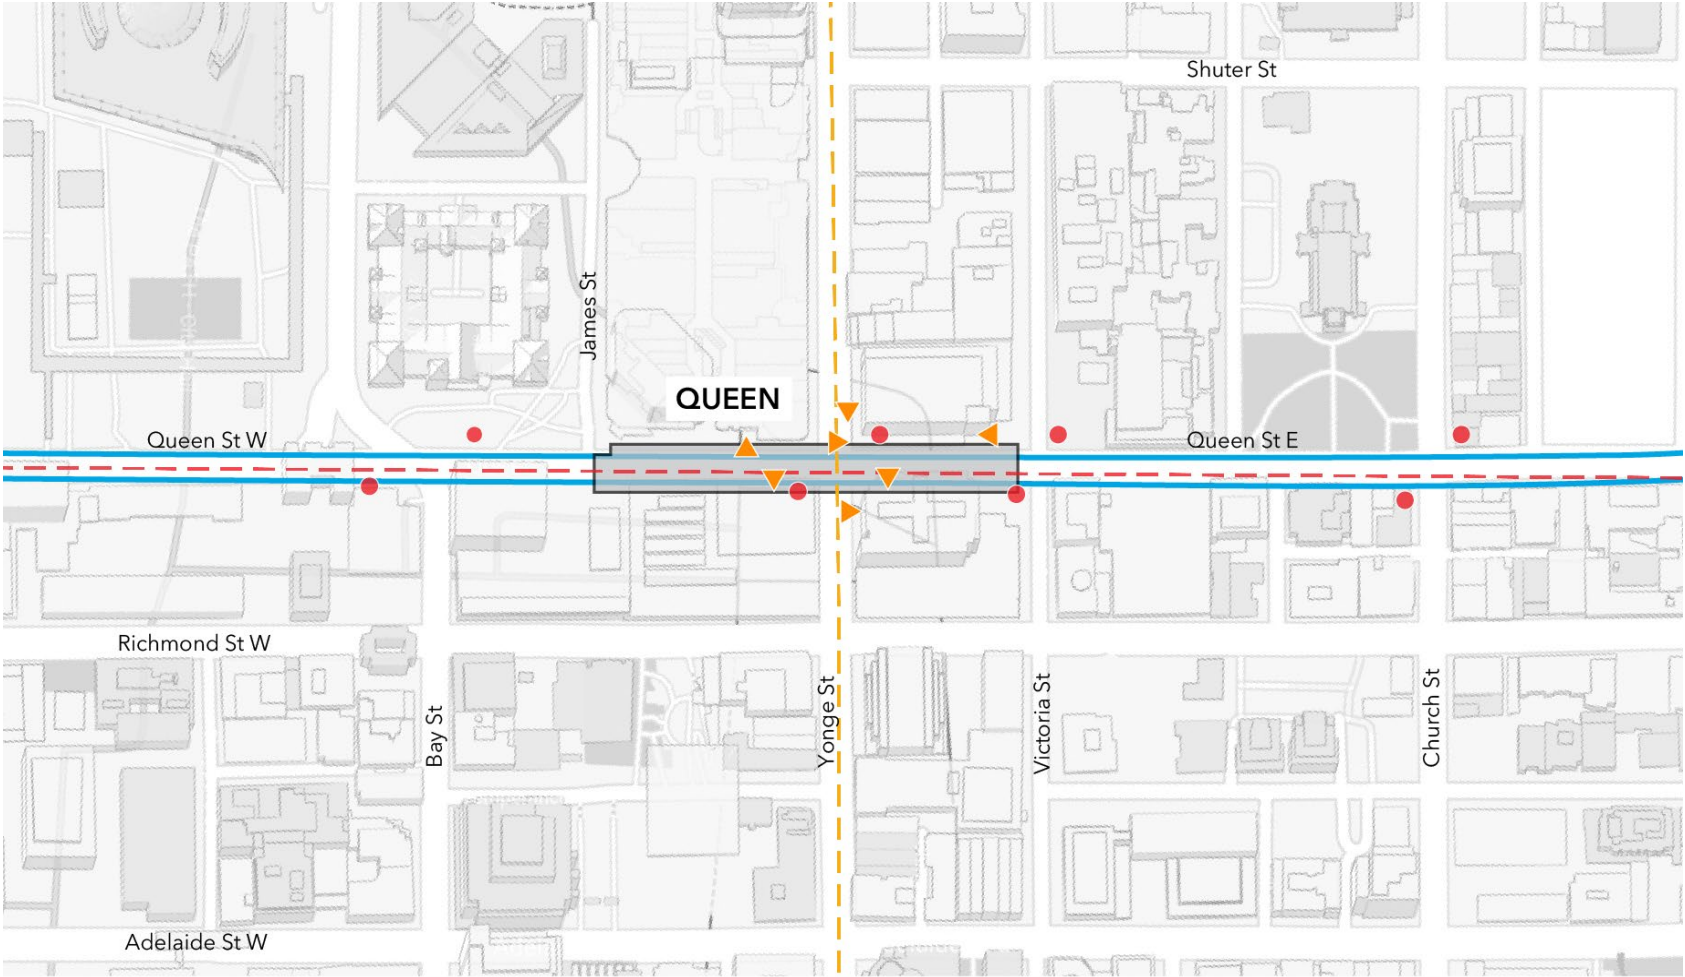 Shuter St
James St
QUEEN
Queen St W
Queen St E
Richmond St W
Bay St
Yonge St
Victoria St
Church St
Adelaide St W